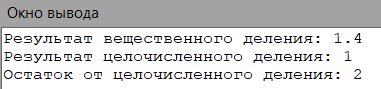 Окно вывода
Результат вещественного деления: 1.4
Результат целочисленного деления: 1
Остаток от целочисленного деления: 2